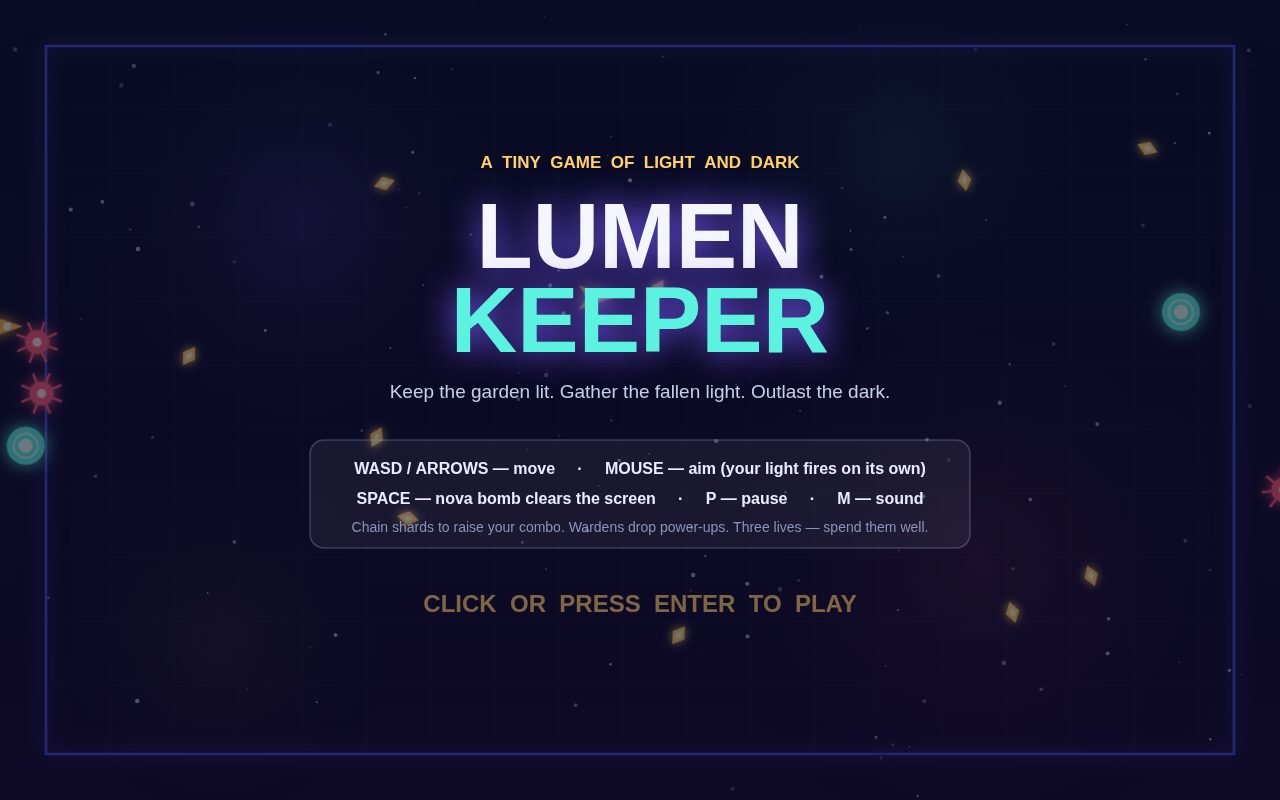 A TINY GAME OF LIGHT AND DARK
LUMEN
KEEPER
Keep the garden lit. Gather the fallen light. Outlast the dark.
WASD / ARROWS — move · MOUSE — aim (your light fires on its own)
SPACE — nova bomb clears the screen · P — pause · M — sound
Chain shards to raise your combo. Wardens drop power-ups. Three lives — spend them well.
CLICK OR PRESS ENTER TO PLAY